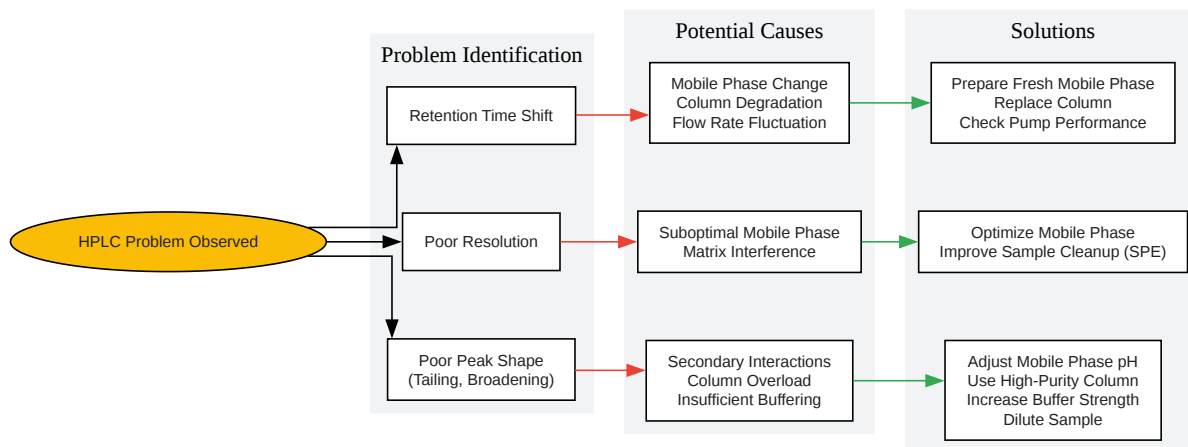 HPLC Problem Observed
Problem Identification
Retention Time Shift
Poor Resolution
Poor Peak Shape
(Tailing, Broadening)
Potential Causes
Mobile Phase Change
Column Degradation
Flow Rate Fluctuation
Suboptimal Mobile Phase
Matrix Interference
Secondary Interactions
Column Overload
Insufficient Buffering
Solutions
Prepare Fresh Mobile Phase
Replace Column
Check Pump Performance
Optimize Mobile Phase
Improve Sample Cleanup (SPE)
Adjust Mobile Phase pH
Use High-Purity Column
Increase Buffer Strength
Dilute Sample